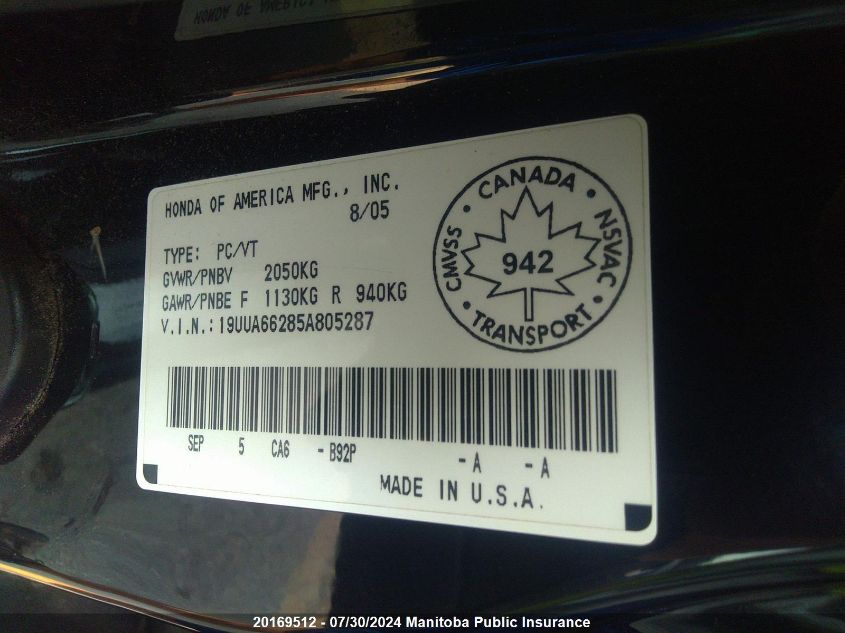 HONDA OF AMERICA MFG., INC.
8/05
TYPE: PC/VT
GVWR/PNBV 2050KG
GAWR/PNBE F 1130KG R 940KG
V.I.N.: 19UUA66285A805287
CANADA • NSVAC • TRANSPORT • CMVSS •
942
SEP 5 CA6 -B92P -A -A
MADE IN U.S.A.
20169512 - 07/30/2024 Manitoba Public Insurance